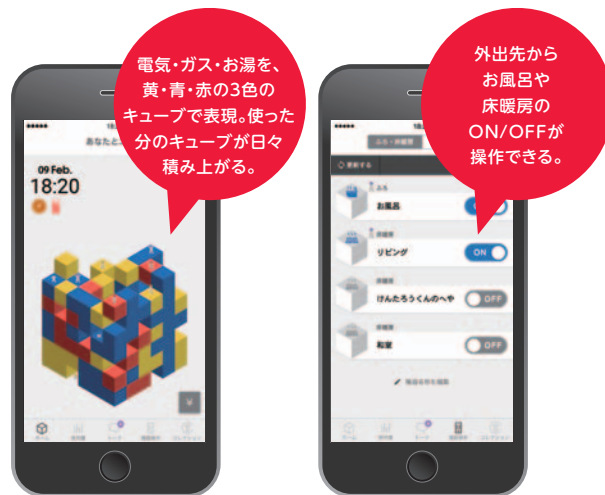 電気・ガス・お湯を、
黄・青・赤の3色の
キューブで表現。使った
分のキューブが日々
積み上がる。
09 Feb.
18:20
¥
外出先から
お風呂や
床暖房の
ON/OFFが
操作できる。
ふろ・床暖房
更新する
ふろ
お風呂
床暖房
リビング
ON
床暖房
けんたろうくんのへや
OFF
床暖房
和室
OFF